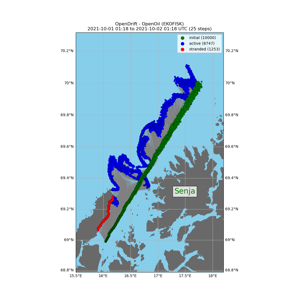 OpenDrift - OpenOil (EKOFISK)
2021-10-01 01:18 to 2021-10-02 01:18 UTC (25 steps)
initial (10000)
active (8747)
stranded (1253)
70.2°N
70.2°N
70°N
70°N
69.8°N
69.8°N
69.6°N
69.6°N
69.4°N
69.4°N
Senja
69.2°N
69.2°N
69°N
69°N
68.8°N
68.8°N
15.5°E
16°E
16.5°E
17°E
17.5°E
18°E